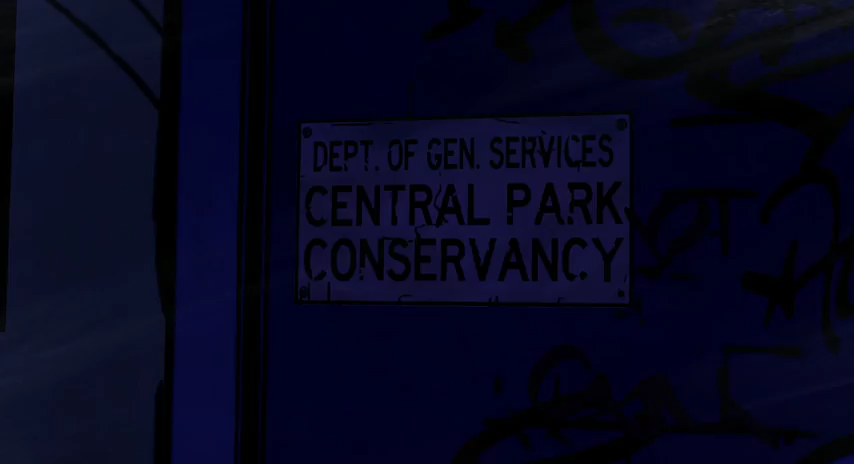 DEPT. OF GEN. SERVICES
CENTRAL PARK
CONSERVANCY